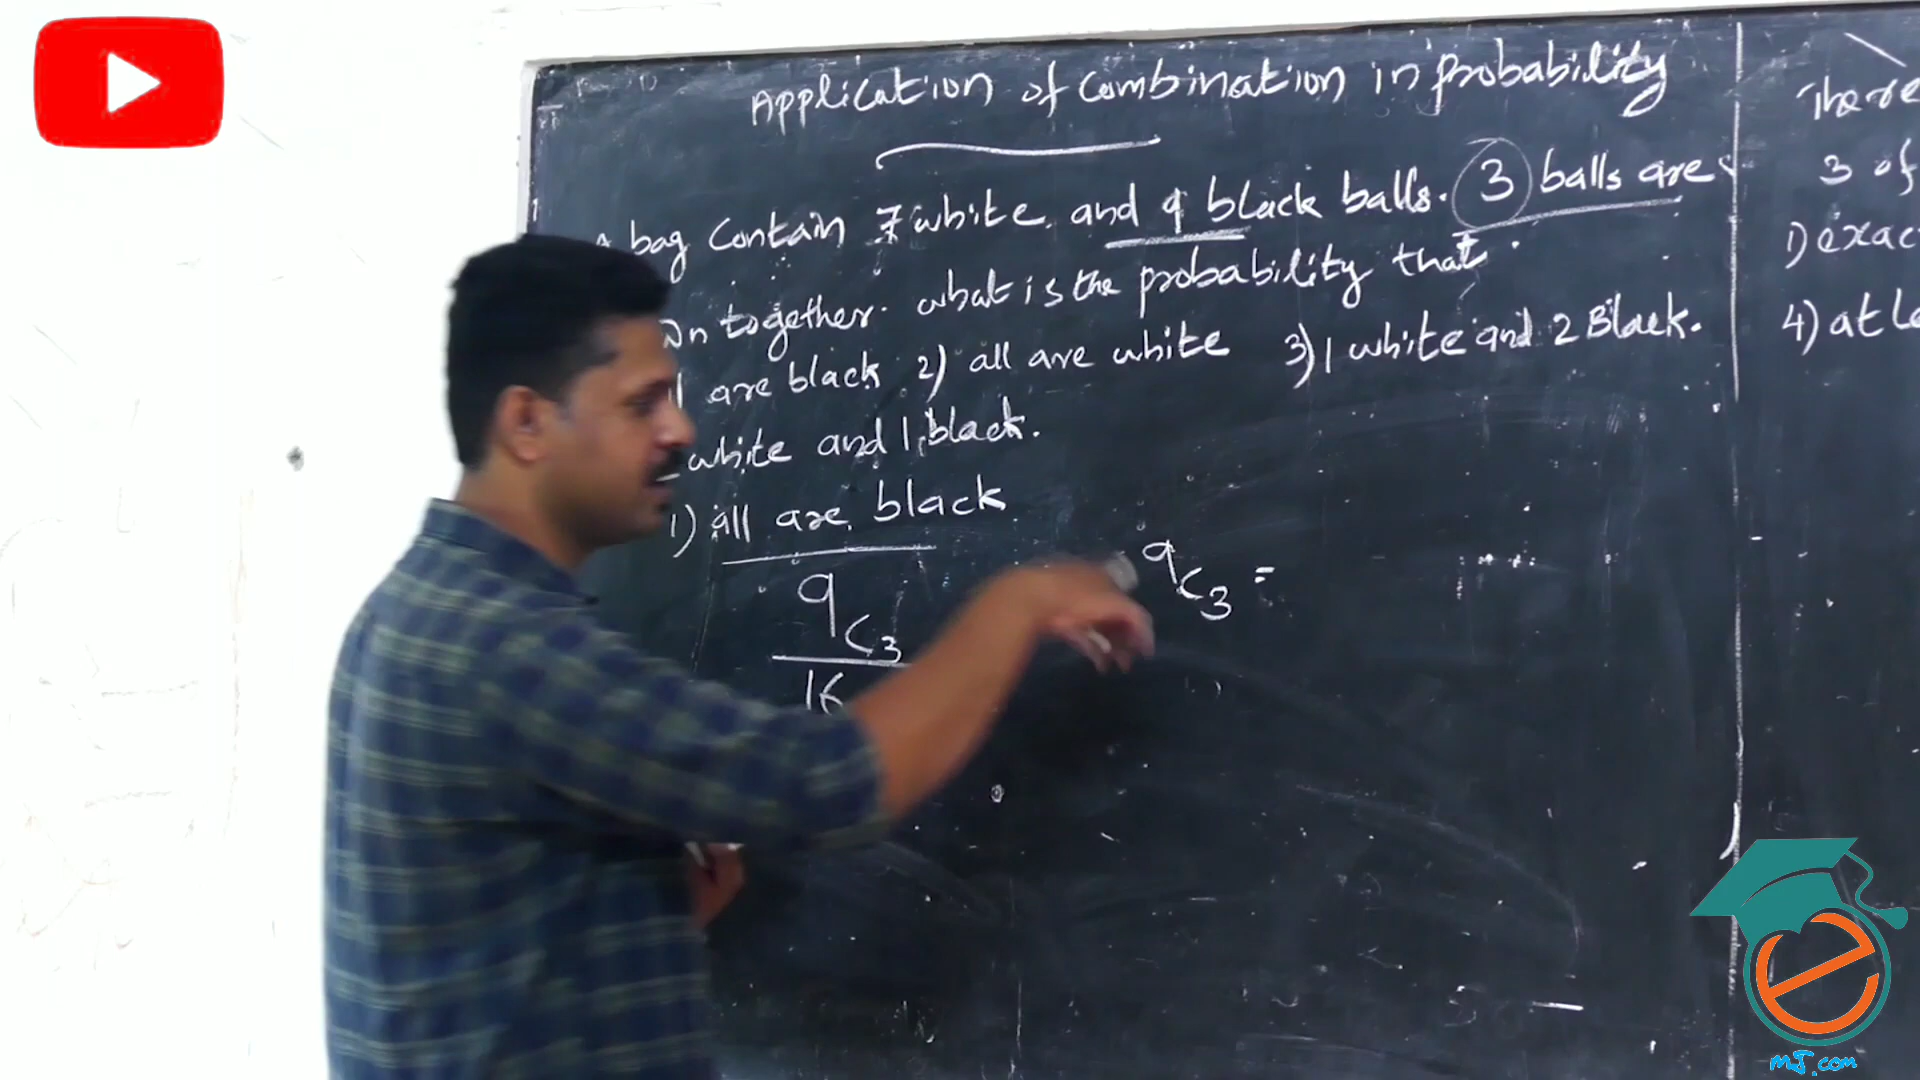 Application of Combination in probability
bag Contain 7 white and 9 black balls. 3 balls are
together. what is the probability that
are black 2) all are white 3) 1 white and 2 Black.
white and 1 black.
1) all are black
9C3
16
9C3 =
There
3 of
1) exac
4) at le
mJ.com